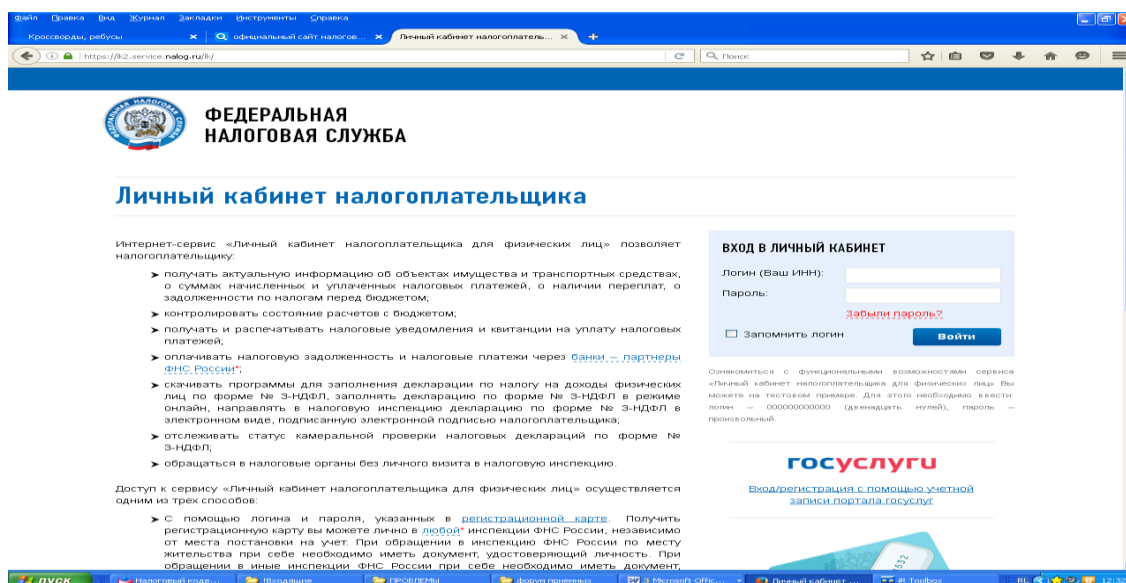 Файл Правка Вид Журнал Закладки Инструменты Справка
Кроссворды, ребусы
официальный сайт налогов...
Личный кабинет налогоплатель...
https://lk2.service.nalog.ru/lk/
Поиск
ФЕДЕРАЛЬНАЯ
НАЛОГОВАЯ СЛУЖБА
Личный кабинет налогоплательщика
Интернет-сервис «Личный кабинет налогоплательщика для физических лиц» позволяет
налогоплательщику:
➤ получать актуальную информацию об объектах имущества и транспортных средствах,
о суммах начисленных и уплаченных налоговых платежей, о наличии переплат, о
задолженности по налогам перед бюджетом;
➤ контролировать состояние расчетов с бюджетом;
➤ получать и распечатывать налоговые уведомления и квитанции на уплату налоговых
платежей;
➤ оплачивать налоговую задолженность и налоговые платежи через банки – партнеры
ФНС России*;
➤ скачивать программы для заполнения декларации по налогу на доходы физических
лиц по форме № 3-НДФЛ, заполнять декларацию по форме № 3-НДФЛ в режиме
онлайн, направлять в налоговую инспекцию декларацию по форме № 3-НДФЛ в
электронном виде, подписанную электронной подписью налогоплательщика;
➤ отслеживать статус камеральной проверки налоговых деклараций по форме №
3-НДФЛ;
➤ обращаться в налоговые органы без личного визита в налоговую инспекцию.
Доступ к сервису «Личный кабинет налогоплательщика для физических лиц» осуществляется
одним из трех способов:
➤ С помощью логина и пароля, указанных в регистрационной карте. Получить
регистрационную карту вы можете лично в любой* инспекции ФНС России, независимо
от места постановки на учет. При обращении в инспекцию ФНС России по месту
жительства при себе необходимо иметь документ, удостоверяющий личность. При
обращении в иные инспекции ФНС России при себе необходимо иметь документ,
ВХОД В ЛИЧНЫЙ КАБИНЕТ
Логин (Ваш ИНН):
Пароль:
Забыли пароль?
Запомнить логин
Войти
Ознакомиться с функциональными возможностями сервиса
«Личный кабинет налогоплательщика для физических лиц» Вы
можете на тестовом примере. Для этого необходимо ввести:
логин – 000000000000 (двенадцать нулей), пароль –
произвольный.
госуслуги
Вход/регистрация с помощью учетной
записи портала госуслуг
пуск
Налоговый коде...
!Входящие
ПРОБЛЕМЫ
форум приемных
3 Microsoft Offic...
Личный кабинет ...
R Toolbox
RL
12:32